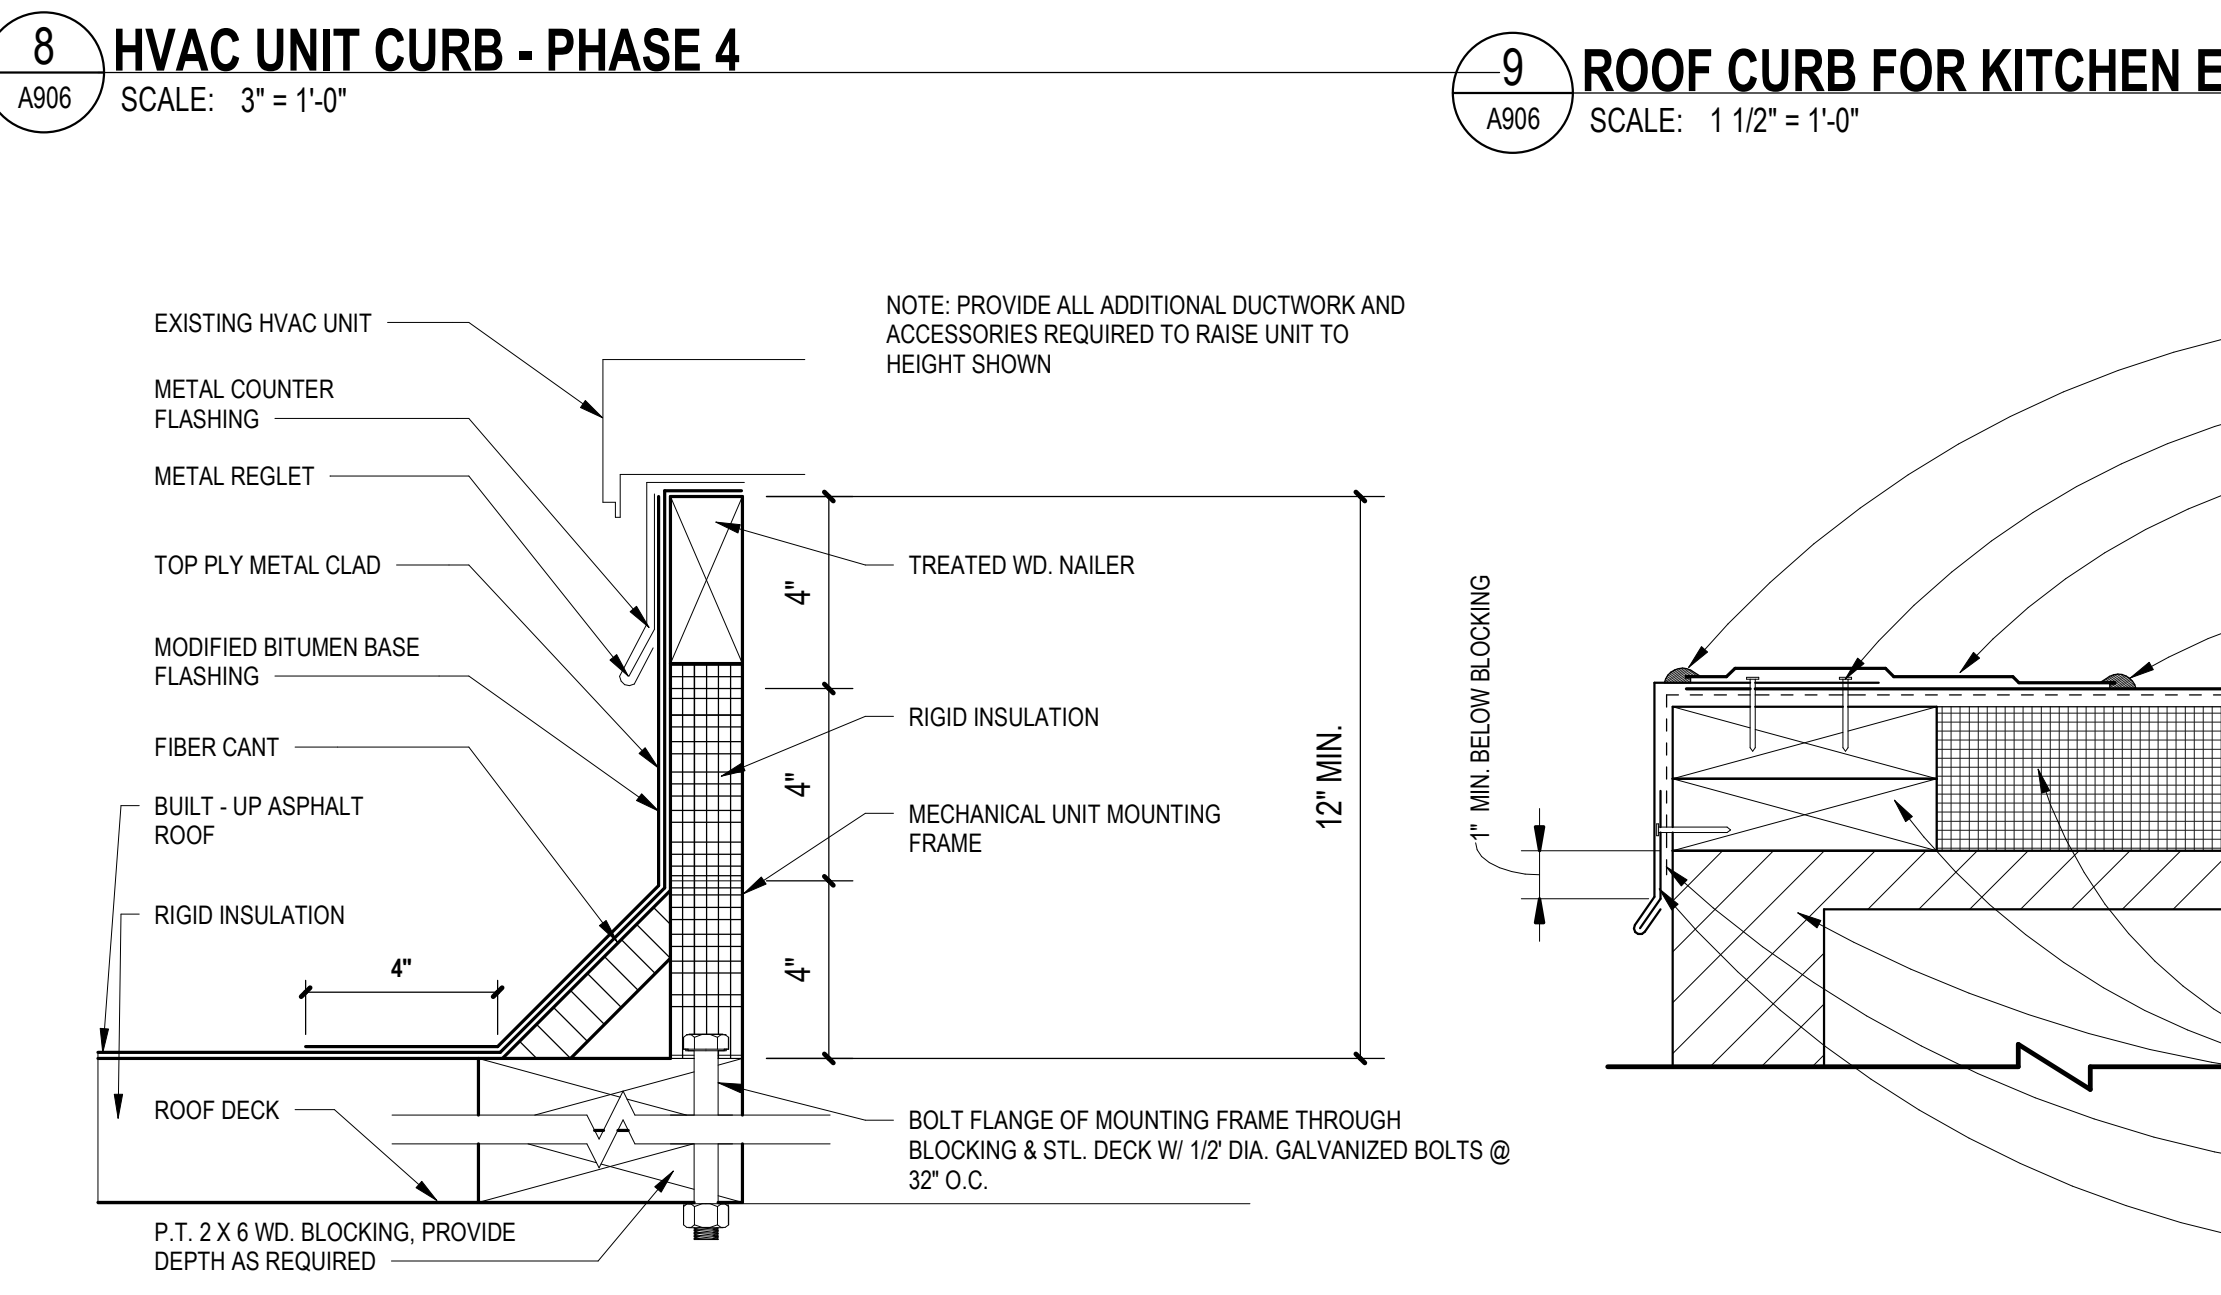 8
A906
HVAC UNIT CURB - PHASE 4
SCALE: 3" = 1'-0"
9
A906
ROOF CURB FOR KITCHEN E
SCALE: 1 1/2" = 1'-0"
NOTE: PROVIDE ALL ADDITIONAL DUCTWORK AND
ACCESSORIES REQUIRED TO RAISE UNIT TO
HEIGHT SHOWN
EXISTING HVAC UNIT
METAL COUNTER
FLASHING
METAL REGLET
TOP PLY METAL CLAD
MODIFIED BITUMEN BASE
FLASHING
FIBER CANT
BUILT - UP ASPHALT
ROOF
RIGID INSULATION
4"
ROOF DECK
P.T. 2 X 6 WD. BLOCKING, PROVIDE
DEPTH AS REQUIRED
TREATED WD. NAILER
4"
RIGID INSULATION
4"
MECHANICAL UNIT MOUNTING
FRAME
4"
12" MIN.
BOLT FLANGE OF MOUNTING FRAME THROUGH
BLOCKING & STL. DECK W/ 1/2' DIA. GALVANIZED BOLTS @
32" O.C.
1" MIN. BELOW BLOCKING